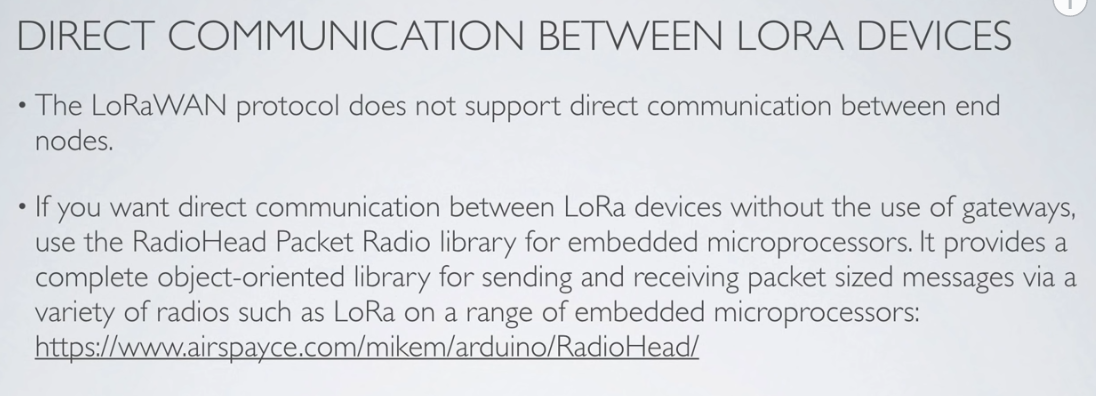 DIRECT COMMUNICATION BETWEEN LORA DEVICES
• The LoRaWAN protocol does not support direct communication between end
nodes.
• If you want direct communication between LoRa devices without the use of gateways,
use the RadioHead Packet Radio library for embedded microprocessors. It provides a
complete object-oriented library for sending and receiving packet sized messages via a
variety of radios such as LoRa on a range of embedded microprocessors:
https://www.airspayce.com/mikem/arduino/RadioHead/